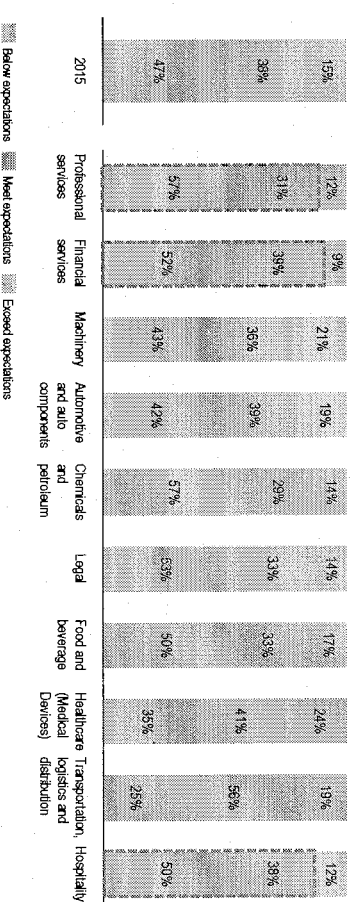 15%
38%
47%
2015
12%
31%
57%
Professional
services
9%
39%
52%
Financial
services
21%
36%
43%
Machinery
19%
39%
42%
Automotive
and auto
components
14%
29%
57%
Chemicals
and
petroleum
14%
33%
53%
Legal
17%
33%
50%
Food and
beverage
24%
41%
35%
Healthcare
(Medical
Devices)
19%
56%
25%
Transportation,
logistics and
distribution
12%
38%
50%
Hospitality
Below expectations
Meet expectations
Exceed expectations